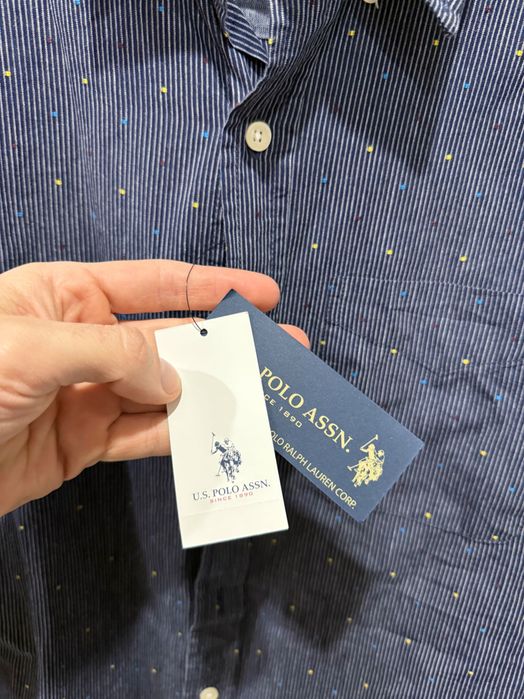 U.S. POLO ASSN.
SINCE 1890
POLO ASSN.
CE 1890
OLO RALPH LAUREN CORP.